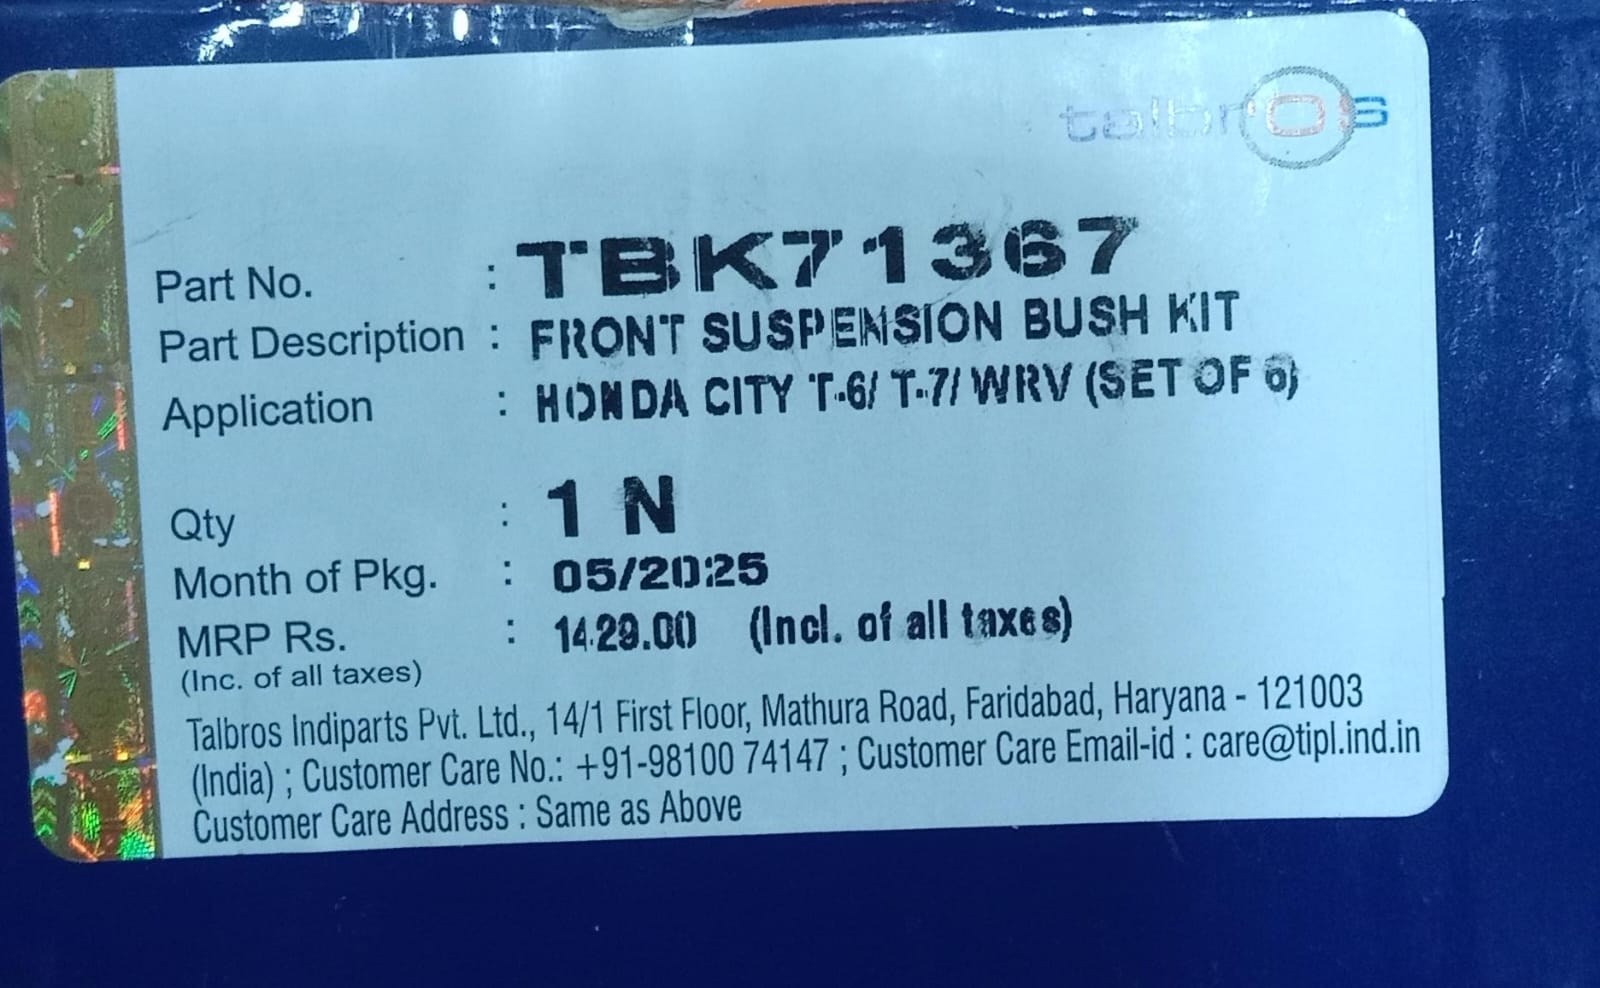 talbros
Part No. : TBK71367
Part Description : FRONT SUSPENSION BUSH KIT
Application : HONDA CITY T-6/ T-7/ WRV (SET OF 6)
Qty : 1 N
Month of Pkg. : 05/2025
MRP Rs. : 1429.00 (Incl. of all taxes)
(Inc. of all taxes)
Talbros Indiparts Pvt. Ltd., 14/1 First Floor, Mathura Road, Faridabad, Haryana - 121003
(India) ; Customer Care No.: +91-98100 74147 ; Customer Care Email-id : care@tipl.ind.in
Customer Care Address : Same as Above